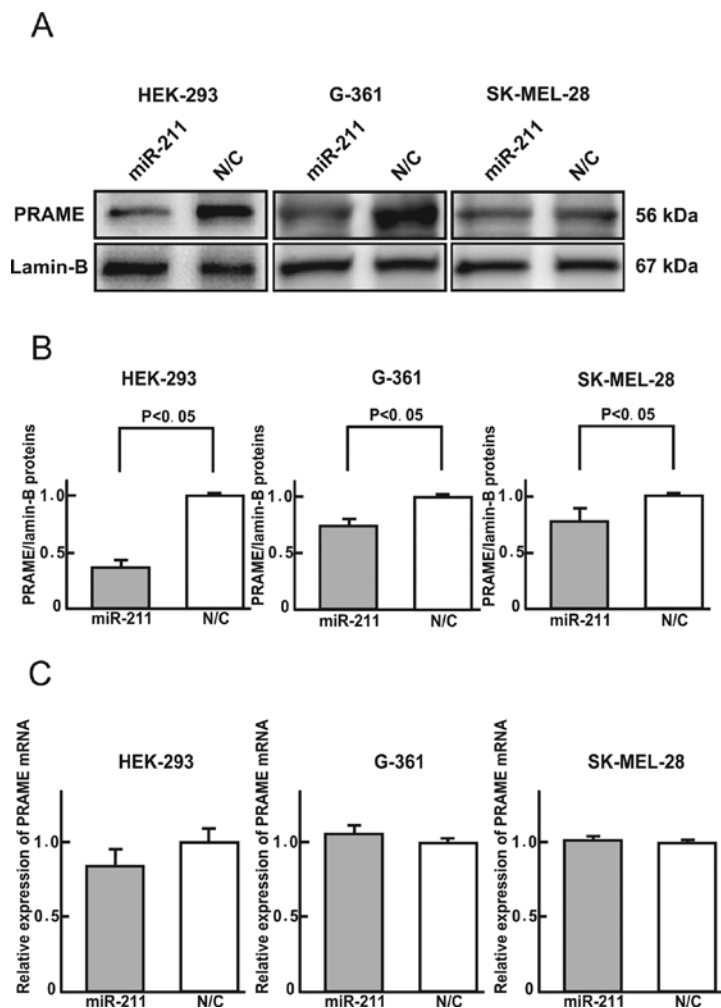 A
HEK-293 G-361 SK-MEL-28
miR-211 N/C miR-211 N/C miR-211 N/C
PRAME 56 kDa
Lamin-B 67 kDa
B
HEK-293 G-361 SK-MEL-28
P<0.05 P<0.05 P<0.05
PRAME/lamin-B proteins PRAME/lamin-B proteins PRAME/lamin-B proteins
1.0 1.0 1.0
0.5 0.5 0.5
0 0 0
miR-211 N/C miR-211 N/C miR-211 N/C
C
HEK-293 G-361 SK-MEL-28
Relative expression of PRAME mRNA Relative expression of PRAME mRNA Relative expression of PRAME mRNA
1.0 1.0 1.0
0.5 0.5 0.5
0 0 0
miR-211 N/C miR-211 N/C miR-211 N/C